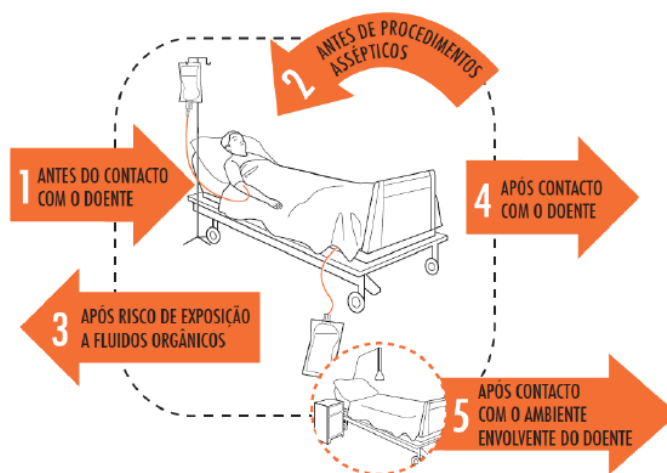 1 ANTES DO CONTACTO
COM O DOENTE
2 ANTES DE PROCEDIMENTOS
ASSÉPTICOS
3 APÓS RISCO DE EXPOSIÇÃO
A FLUIDOS ORGÂNICOS
4 APÓS CONTACTO
COM O DOENTE
5 APÓS CONTACTO
COM O AMBIENTE
ENVOLVENTE DO DOENTE